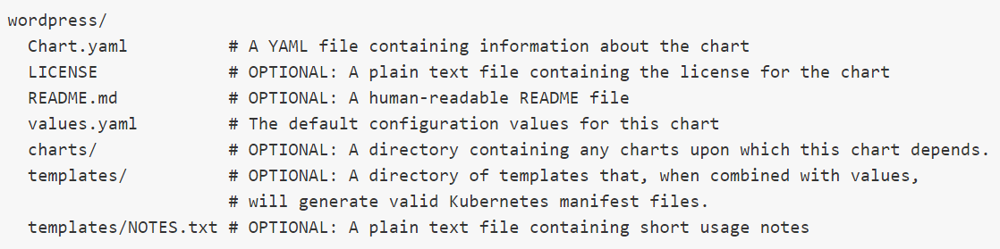 wordpress/
  Chart.yaml          # A YAML file containing information about the chart
  LICENSE             # OPTIONAL: A plain text file containing the license for the chart
  README.md           # OPTIONAL: A human-readable README file
  values.yaml         # The default configuration values for this chart
  charts/             # OPTIONAL: A directory containing any charts upon which this chart depends.
  templates/          # OPTIONAL: A directory of templates that, when combined with values,
                      # will generate valid Kubernetes manifest files.
  templates/NOTES.txt # OPTIONAL: A plain text file containing short usage notes